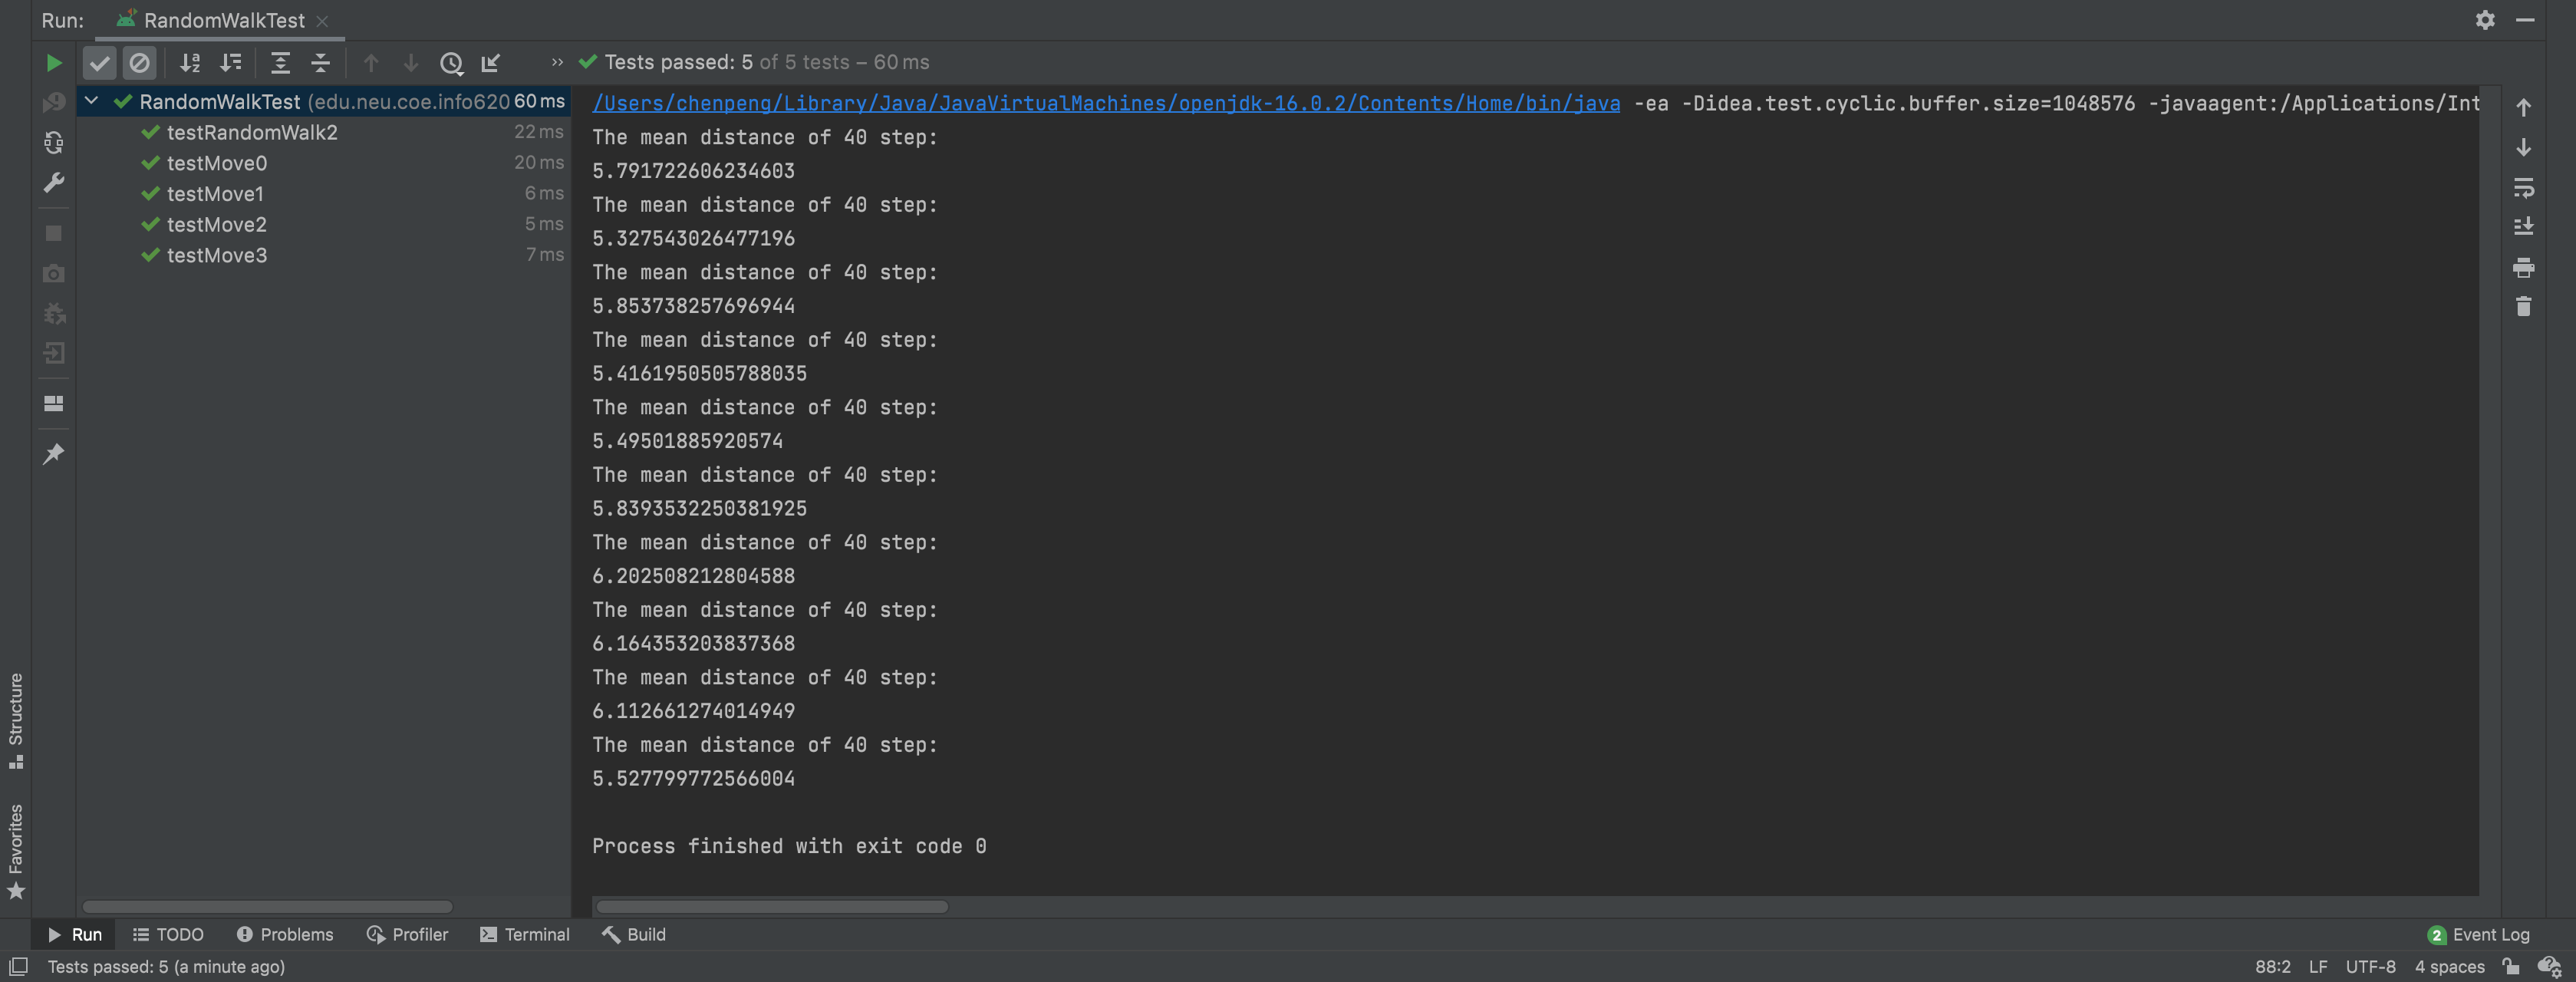 Run: RandomWalkTest
Tests passed: 5 of 5 tests – 60 ms
RandomWalkTest (edu.neu.coe.info620 60 ms
testRandomWalk2 22 ms
testMove0 20 ms
testMove1 6 ms
testMove2 5 ms
testMove3 7 ms
/Users/chenpeng/Library/Java/JavaVirtualMachines/openjdk-16.0.2/Contents/Home/bin/java -ea -Didea.test.cyclic.buffer.size=1048576 -javaagent:/Applications/Int
The mean distance of 40 step:
5.791722606234603
The mean distance of 40 step:
5.327543026477196
The mean distance of 40 step:
5.853738257696944
The mean distance of 40 step:
5.4161950505788035
The mean distance of 40 step:
5.49501885920574
The mean distance of 40 step:
5.8393532250381925
The mean distance of 40 step:
6.202508212804588
The mean distance of 40 step:
6.164353203837368
The mean distance of 40 step:
6.112661274014949
The mean distance of 40 step:
5.527799772566004
Process finished with exit code 0
Structure
Favorites
Run TODO Problems Profiler Terminal Build 2 Event Log
Tests passed: 5 (a minute ago) 88:2 LF UTF-8 4 spaces